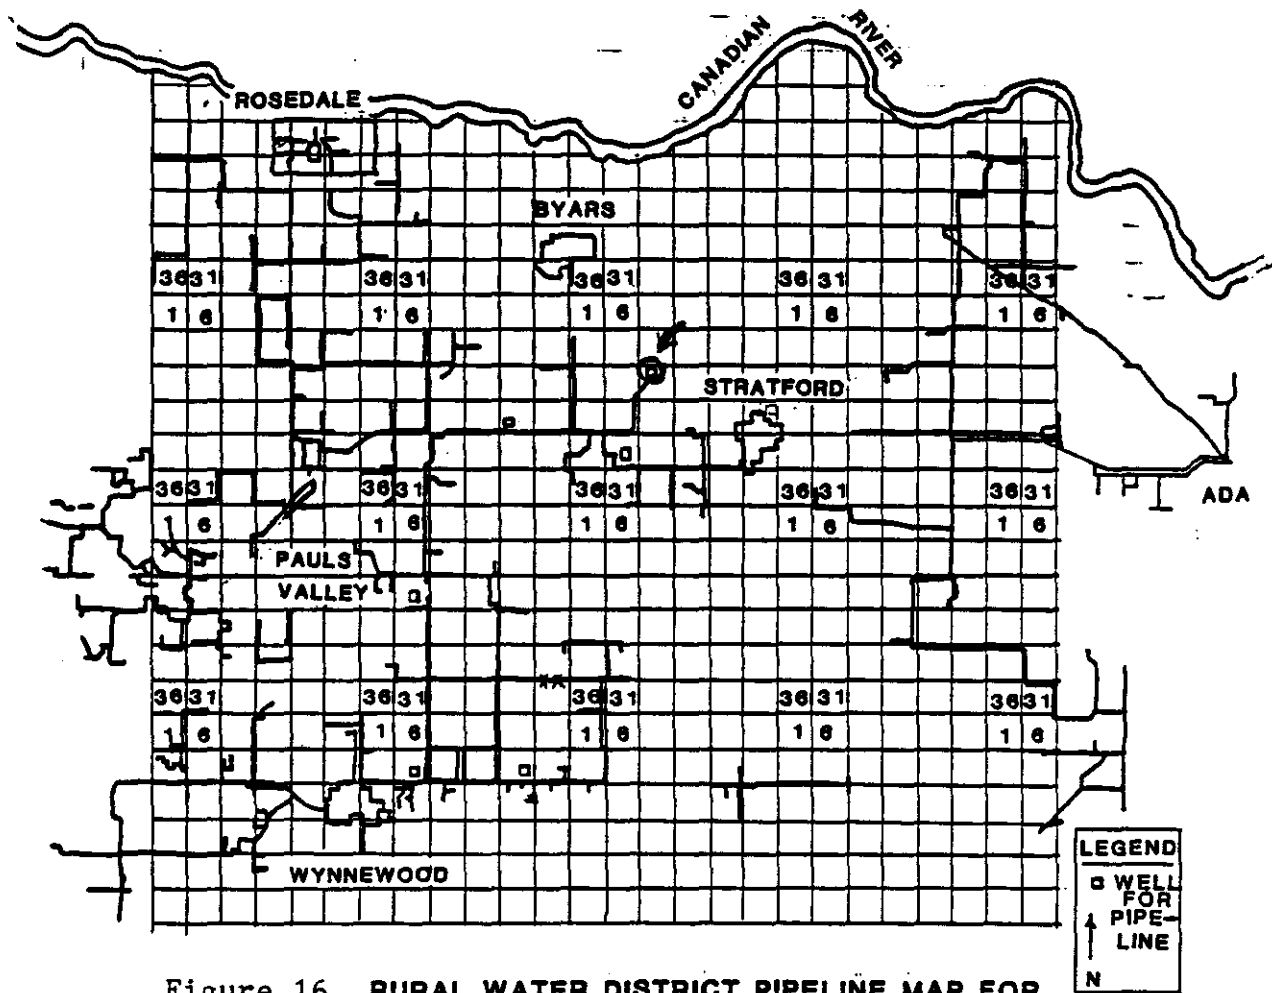 CANADIAN RIVER
ROSEDALE
BYARS
36 31 36 31 36 31 36 31 36 31
1 6 1 6 1 6 1 6 1 6
STRATFORD
36 31 36 31 36 31 36 31 36 31
1 6 1 6 1 6 1 6 1 6
ADA
PAULS
VALLEY
36 31 36 31 36 31 36 31 36 31
1 6 1 6 1 6 1 6 1 6
WYNNEWOOD
LEGEND
WELL
FOR
PIPE-
LINE
N
Figure 16 RURAL WATER DISTRICT PIPELINE MAP FOR